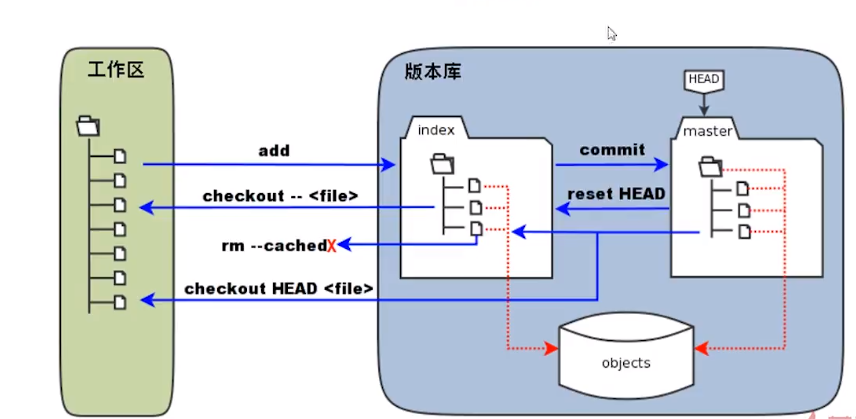 工作区
版本库
HEAD
index
master
add
commit
checkout -- <file>
reset HEAD
rm --cachedX
checkout HEAD <file>
objects